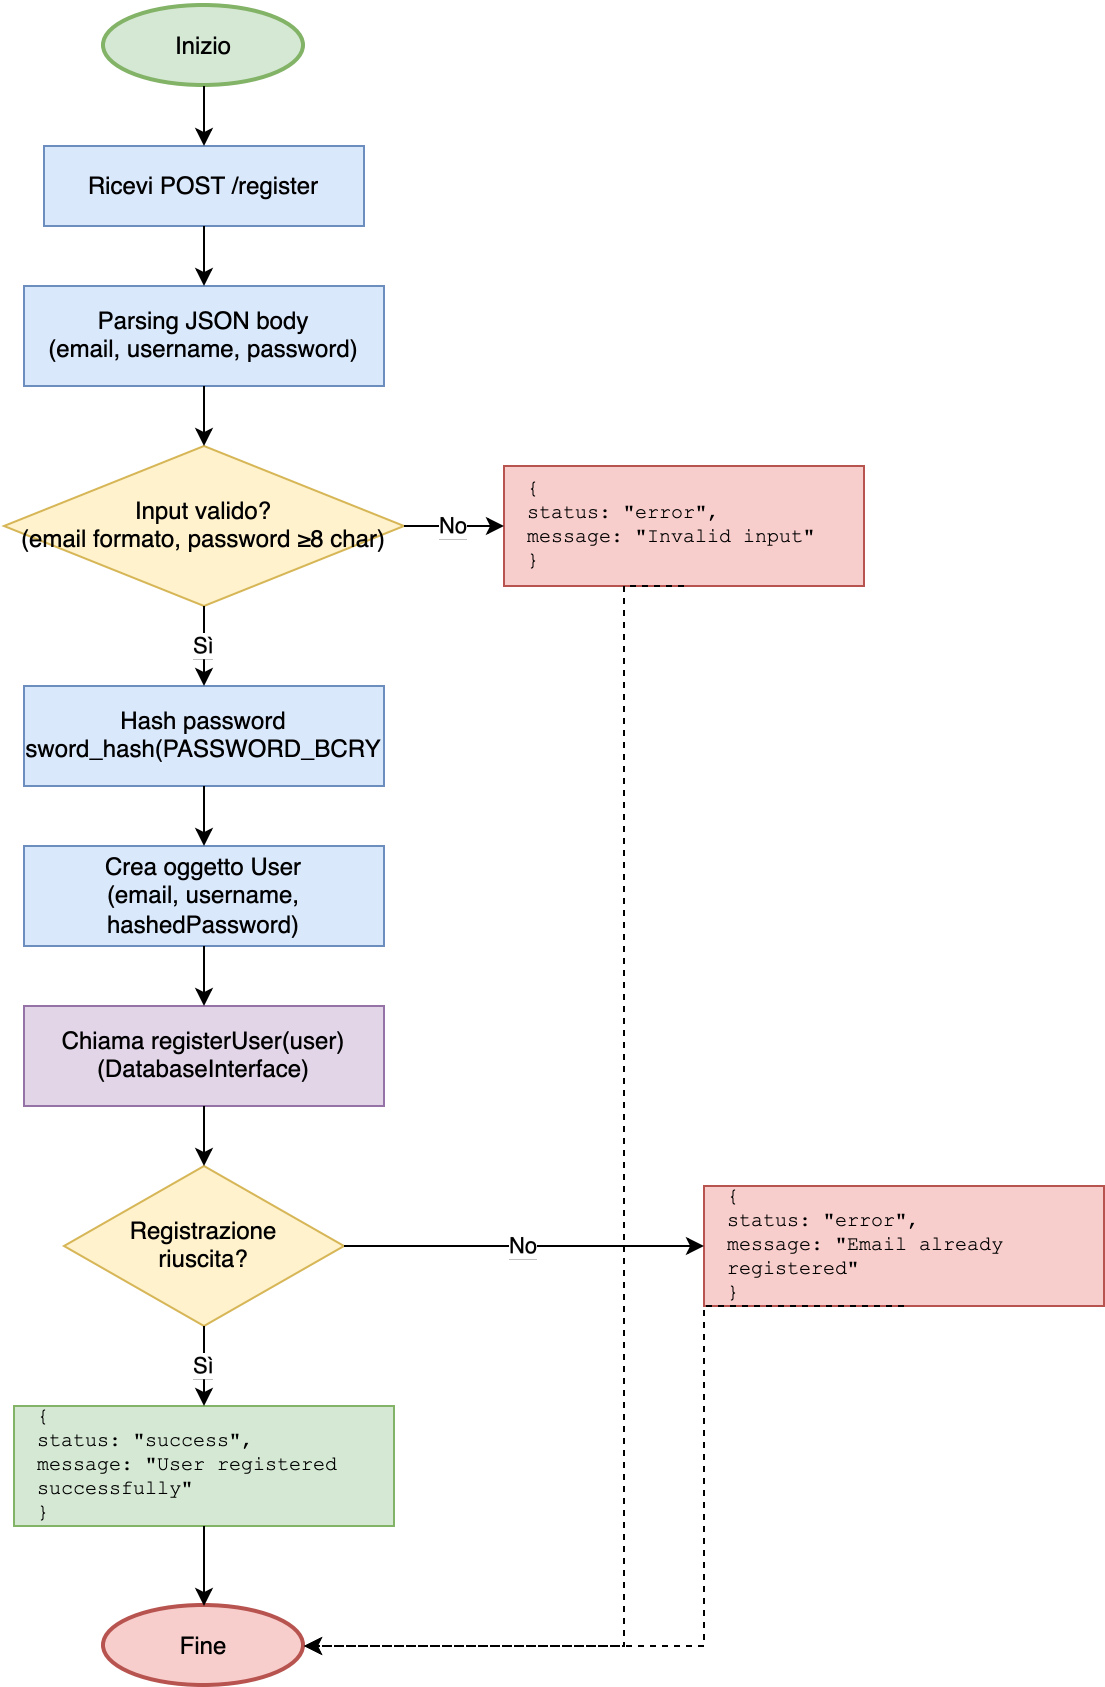 Inizio
Ricevi POST /register
Parsing JSON body
(email, username, password)
Input valido?
(email formato, password ≥8 char)
No
{
status: "error",
message: "Invalid input"
}
Sì
Hash password
sword_hash(PASSWORD_BCRY
Crea oggetto User
(email, username,
hashedPassword)
Chiama registerUser(user)
(DatabaseInterface)
Registrazione
riuscita?
No
{
status: "error",
message: "Email already
registered"
}
Sì
{
status: "success",
message: "User registered
successfully"
}
Fine